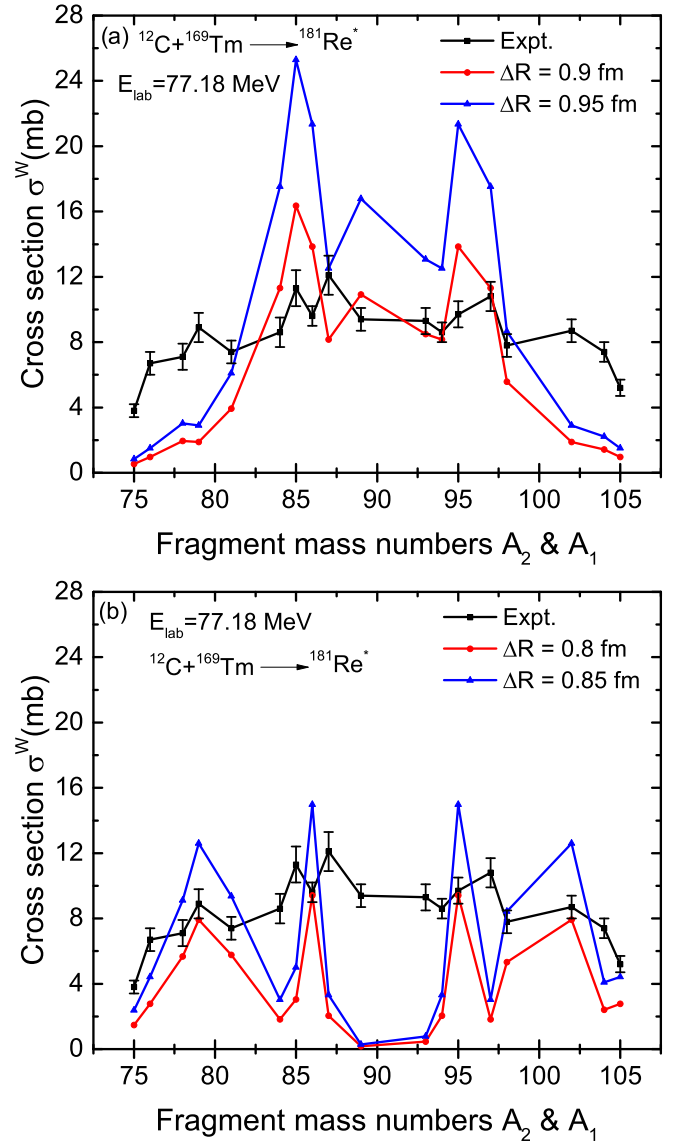 (a) ¹²C+¹⁶⁹Tm ⟶ ¹⁸¹Re*
E_lab=77.18 MeV
Expt.
ΔR = 0.9 fm
ΔR = 0.95 fm
Cross section σ^W(mb)
28
24
20
16
12
8
4
0
75 80 85 90 95 100 105
Fragment mass numbers A₂ & A₁
(b) E_lab=77.18 MeV
¹²C+¹⁶⁹Tm ⟶ ¹⁸¹Re*
Expt.
ΔR = 0.8 fm
ΔR = 0.85 fm
Cross section σ^W(mb)
28
24
20
16
12
8
4
0
75 80 85 90 95 100 105
Fragment mass numbers A₂ & A₁